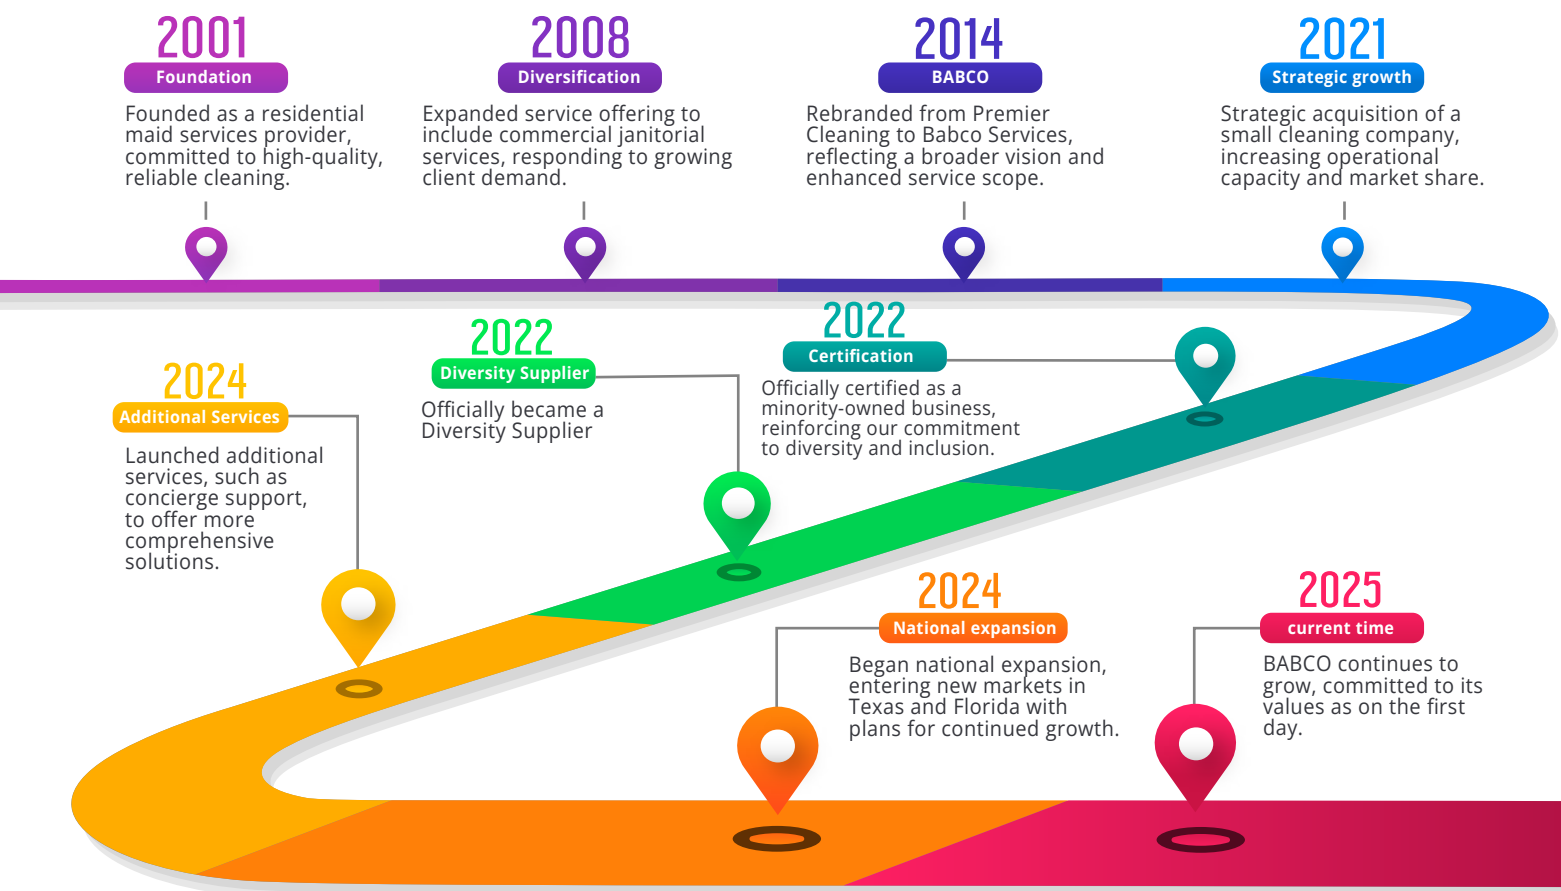 2001
Foundation
Founded as a residential
maid services provider,
committed to high-quality,
reliable cleaning.
2008
Diversification
Expanded service offering to
include commercial janitorial
services, responding to growing
client demand.
2014
BABCO
Rebranded from Premier
Cleaning to Babco Services,
reflecting a broader vision and
enhanced service scope.
2021
Strategic growth
Strategic acquisition of a
small cleaning company,
increasing operational
capacity and market share.
2022
Certification
Officially certified as a
minority-owned business,
reinforcing our commitment
to diversity and inclusion.
2022
Diversity Supplier
Officially became a
Diversity Supplier
2024
Additional Services
Launched additional
services, such as
concierge support,
to offer more
comprehensive
solutions.
2024
National expansion
Began national expansion,
entering new markets in
Texas and Florida with
plans for continued growth.
2025
current time
BABCO continues to
grow, committed to its
values as on the first
day.